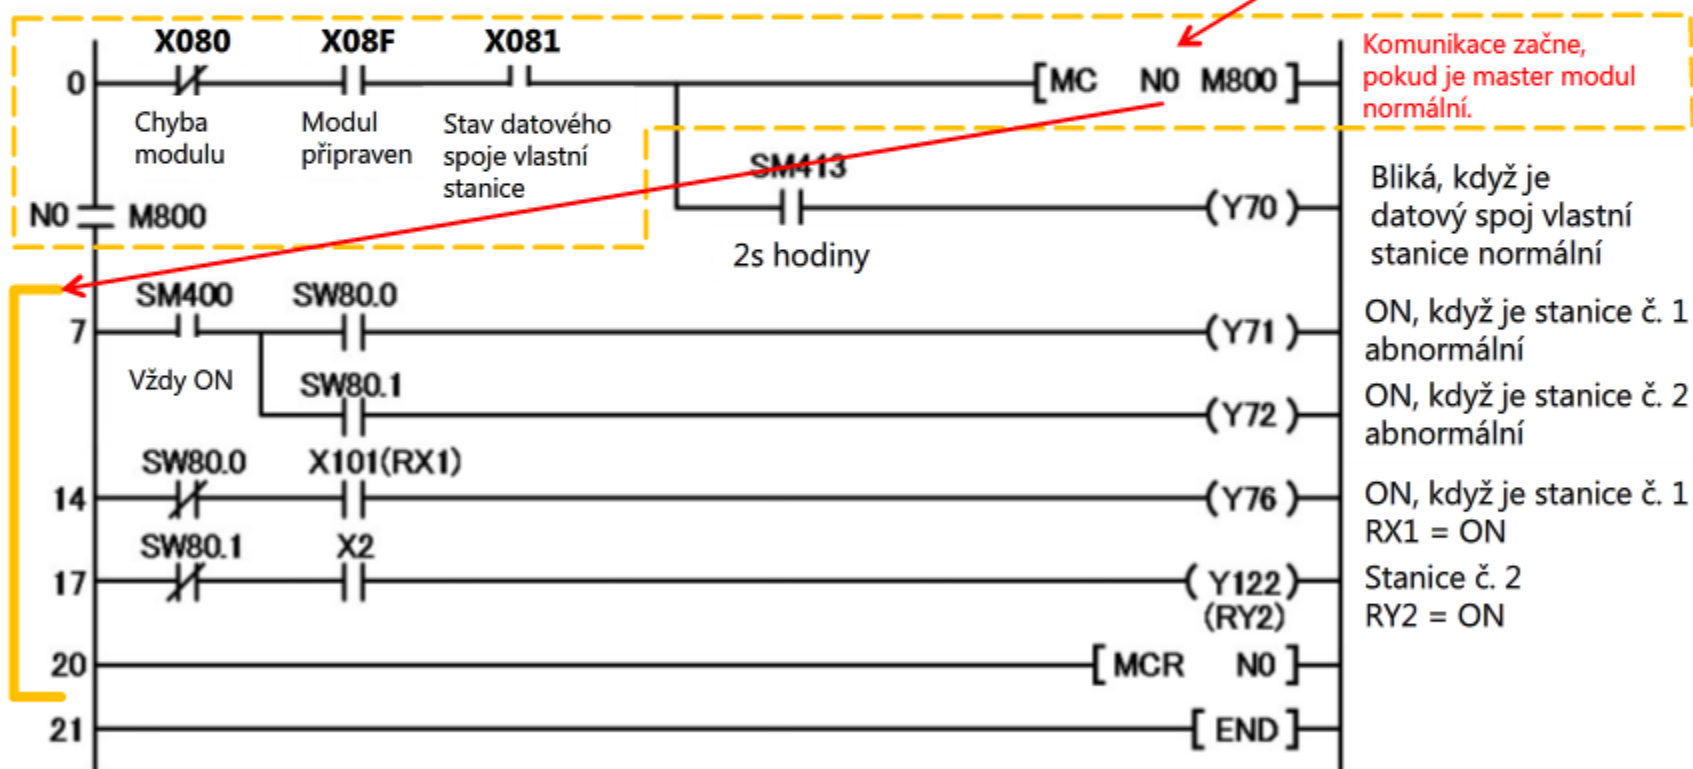 X080 X08F X081
0 [MC N0 M800]
Komunikace začne,
pokud je master modul
normální.
Chyba
modulu
Modul
připraven
Stav datového
spoje vlastní
stanice
SM413
N0 M800
(Y70)
2s hodiny
Bliká, když je
datový spoj vlastní
stanice normální
SM400 SW80.0
7 (Y71)
ON, když je stanice č. 1
abnormální
Vždy ON
SW80.1
(Y72)
ON, když je stanice č. 2
abnormální
SW80.0 X101(RX1)
14 (Y76)
ON, když je stanice č. 1
RX1 = ON
SW80.1 X2
17 (Y122)
(RY2)
Stanice č. 2
RY2 = ON
20 [MCR N0]
21 [END]